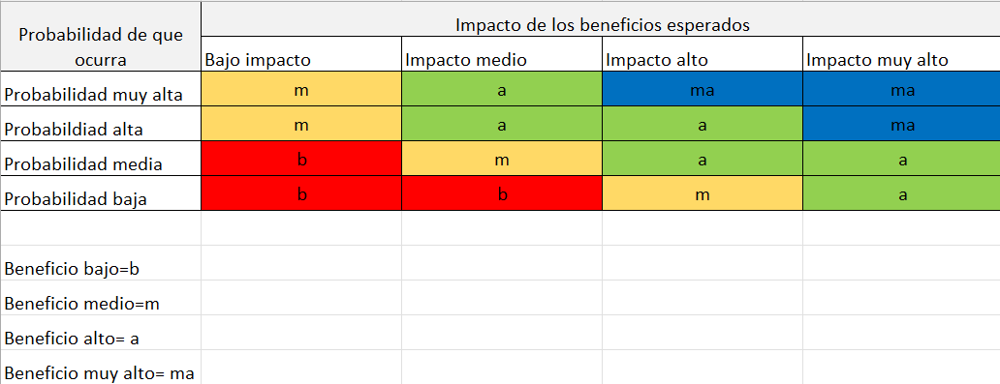 Probabilidad de que
ocurra
Impacto de los beneficios esperados
Bajo impacto Impacto medio Impacto alto Impacto muy alto
Probabilidad muy alta m a ma ma
Probabildiad alta m a a ma
Probabilidad media b m a a
Probabilidad baja b b m a
Beneficio bajo=b
Beneficio medio=m
Beneficio alto= a
Beneficio muy alto= ma